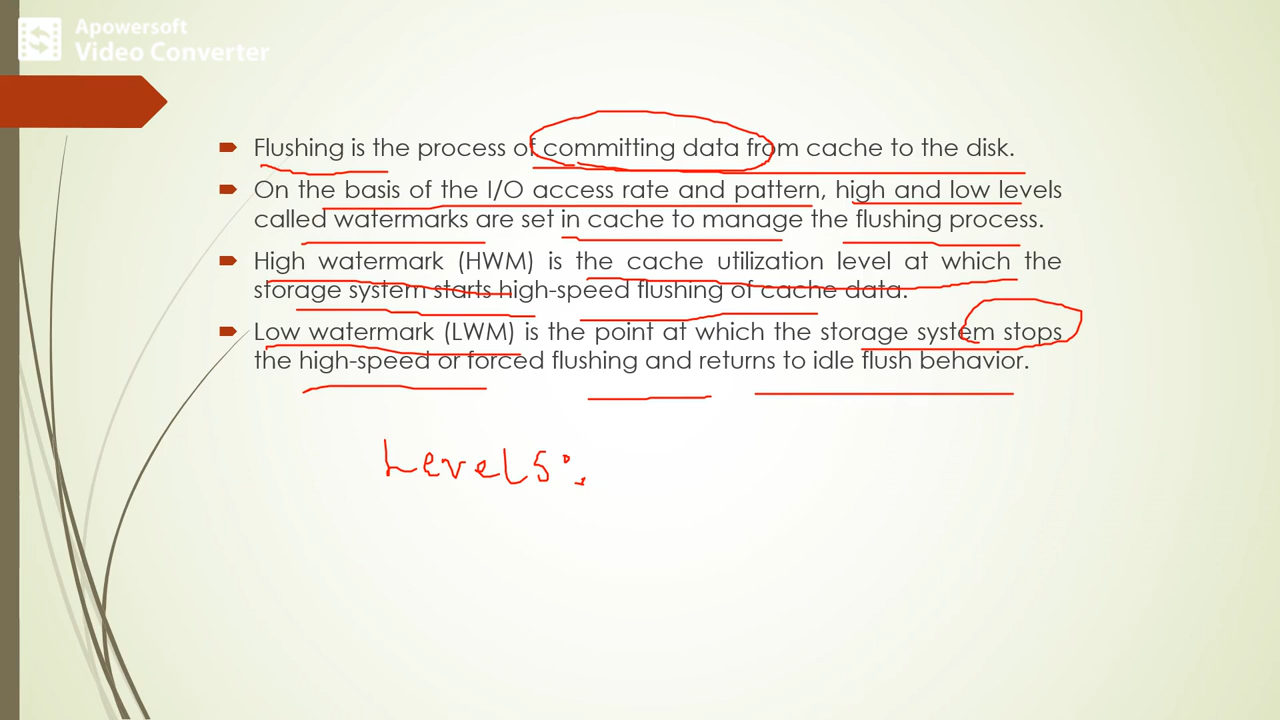 Apowersoft
Video Converter
Flushing is the process of committing data from cache to the disk.
On the basis of the I/O access rate and pattern, high and low levels
called watermarks are set in cache to manage the flushing process.
High watermark (HWM) is the cache utilization level at which the
storage system starts high-speed flushing of cache data.
Low watermark (LWM) is the point at which the storage system stops
the high-speed or forced flushing and returns to idle flush behavior.
Levels: